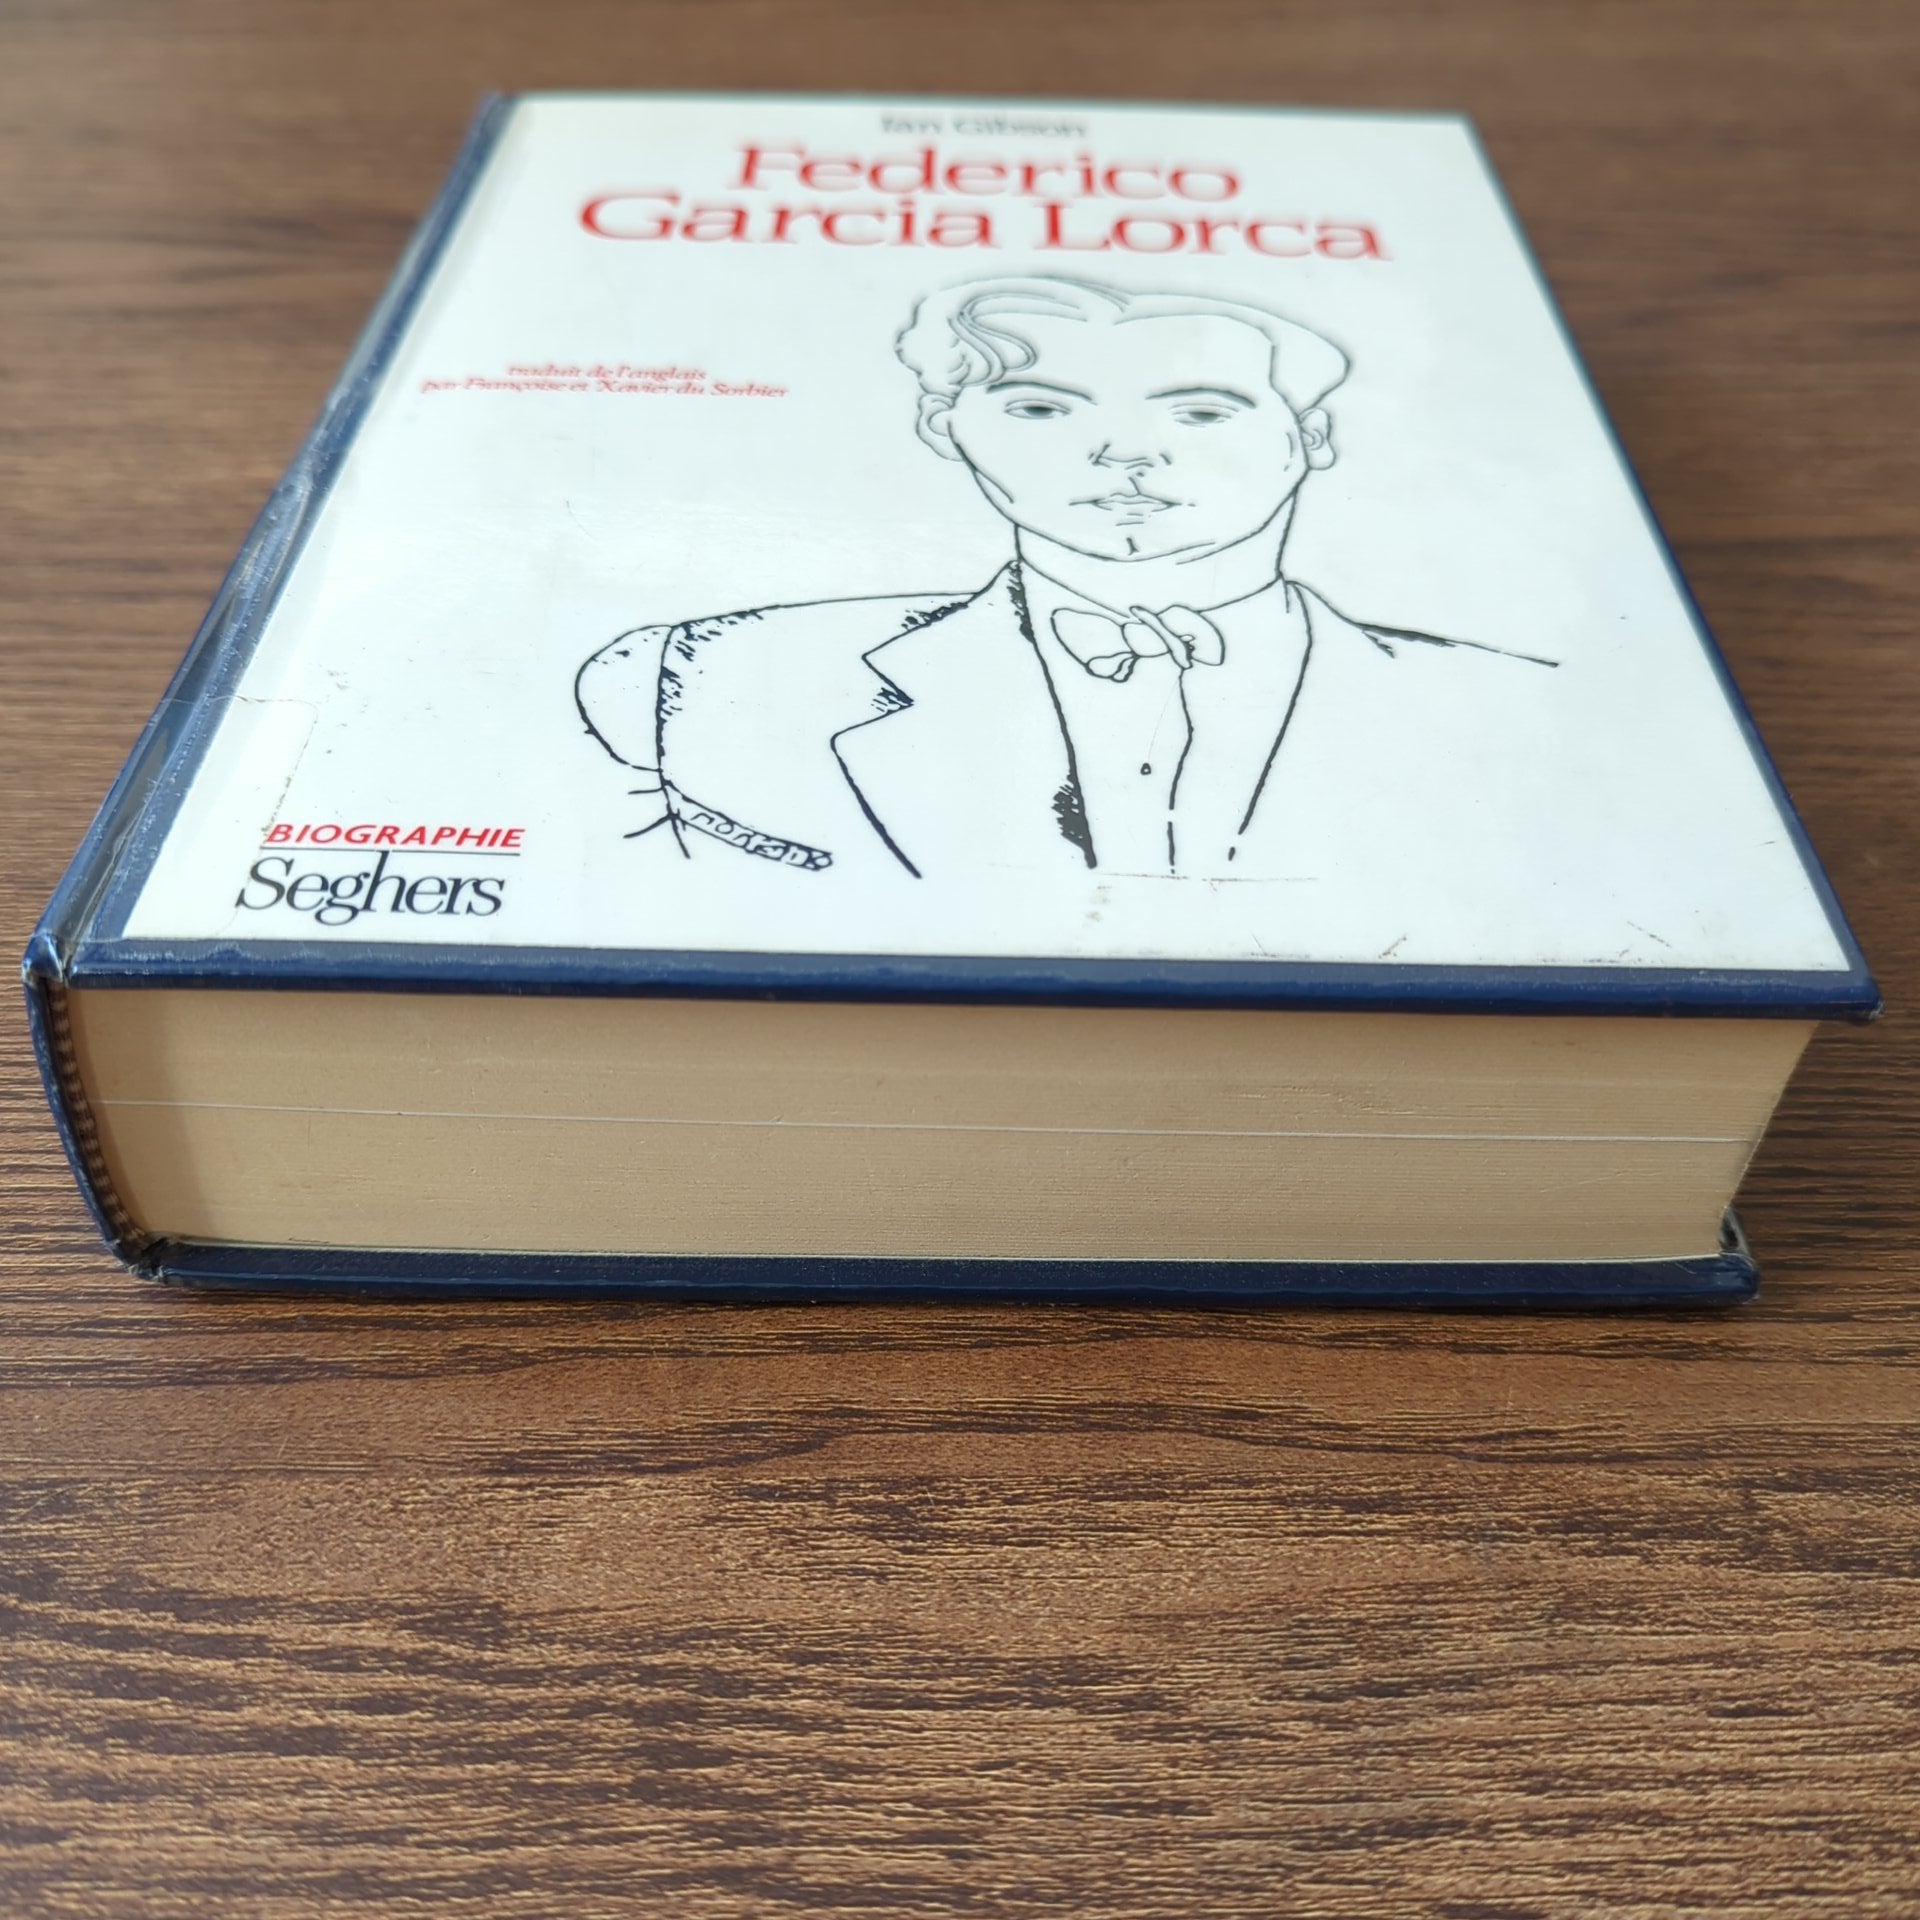 Ian Gibson
Federico
Garcia Lorca
traduit de l'anglais
par Françoise et Xavier du Sorbier
BIOGRAPHIE
Seghers